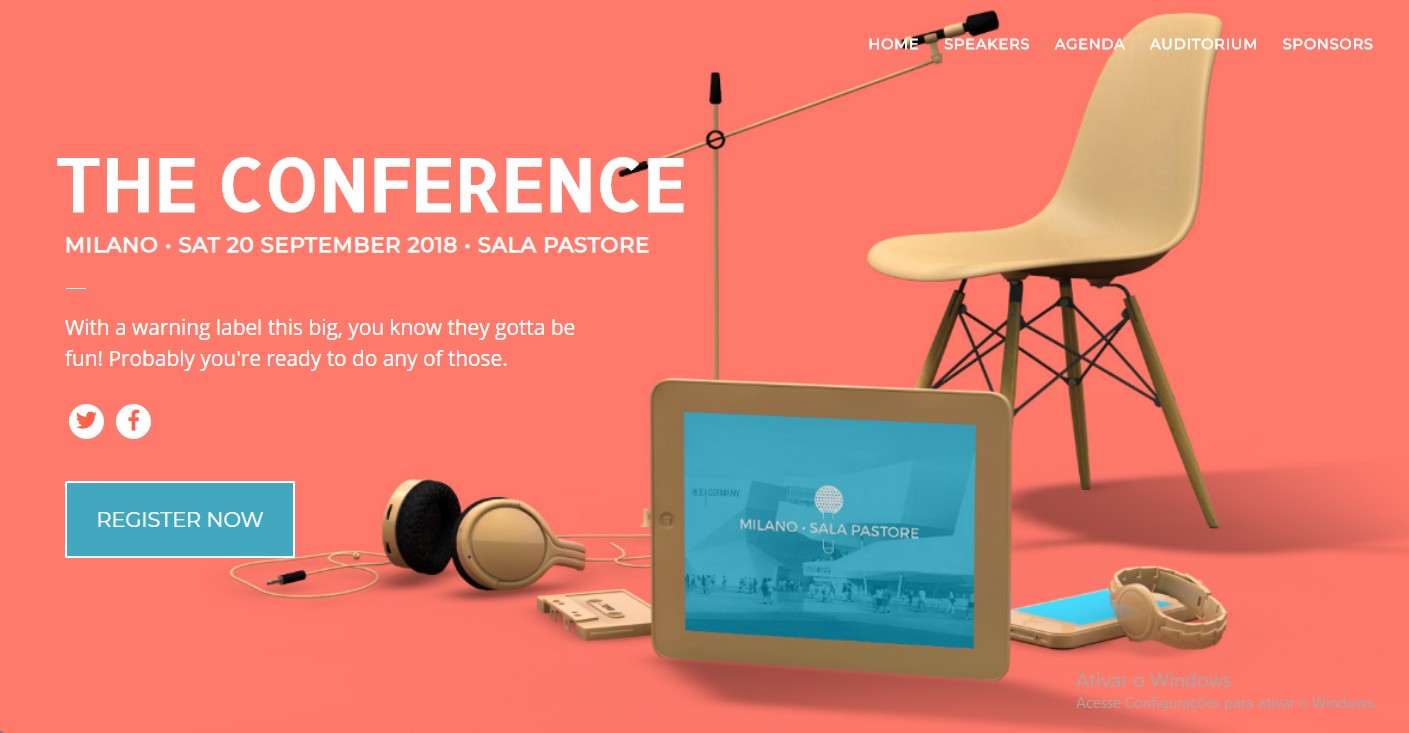 HOME SPEAKERS AGENDA AUDITORIUM SPONSORS
THE CONFERENCE
MILANO • SAT 20 SEPTEMBER 2018 • SALA PASTORE
With a warning label this big, you know they gotta be
fun! Probably you're ready to do any of those.
REGISTER NOW
MILANO • SALA PASTORE
Ativar o Windows
Acesse Configurações para ativar o Windows.